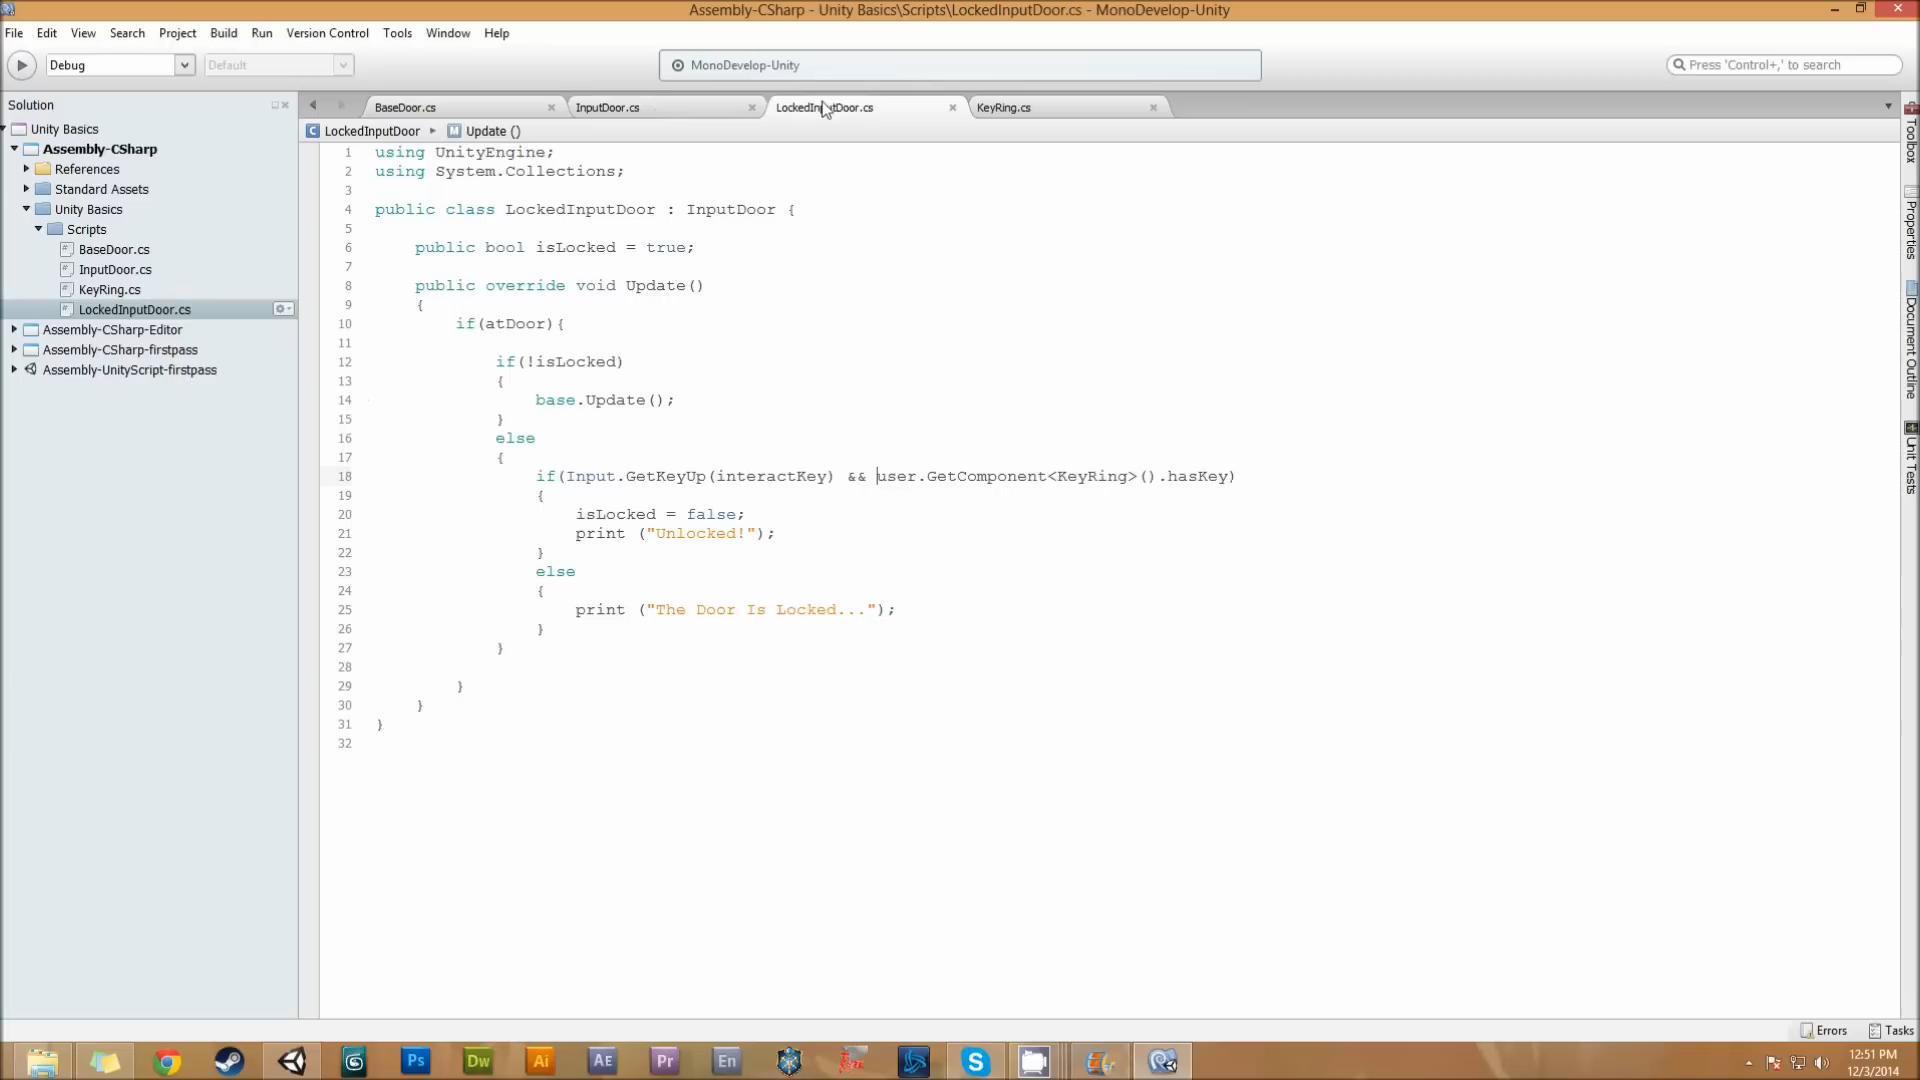 Assembly-CSharp - Unity Basics\Scripts\LockedInputDoor.cs - MonoDevelop-Unity
File Edit View Search Project Build Run Version Control Tools Window Help
Debug Default MonoDevelop-Unity Press 'Control+,' to search
Solution
Unity Basics
Assembly-CSharp
References
Standard Assets
Unity Basics
Scripts
BaseDoor.cs
InputDoor.cs
KeyRing.cs
LockedInputDoor.cs
Assembly-CSharp-Editor
Assembly-CSharp-firstpass
Assembly-UnityScript-firstpass
BaseDoor.cs InputDoor.cs LockedInputDoor.cs KeyRing.cs
C LockedInputDoor M Update ()
1 using UnityEngine;
2 using System.Collections;
3
4 public class LockedInputDoor : InputDoor {
5
6 public bool isLocked = true;
7
8 public override void Update()
9 {
10 if(atDoor){
11
12 if(!isLocked)
13 {
14 base.Update();
15 }
16 else
17 {
18 if(Input.GetKeyUp(interactKey) && user.GetComponent<KeyRing>().hasKey)
19 {
20 isLocked = false;
21 print ("Unlocked!");
22 }
23 else
24 {
25 print ("The Door Is Locked...");
26 }
27 }
28
29 }
30 }
31 }
32
Toolbox
Properties
Document Outline
Unit Tests
Errors Tasks
Ps Dw Ai AE Pr En
12:51 PM
12/3/2014